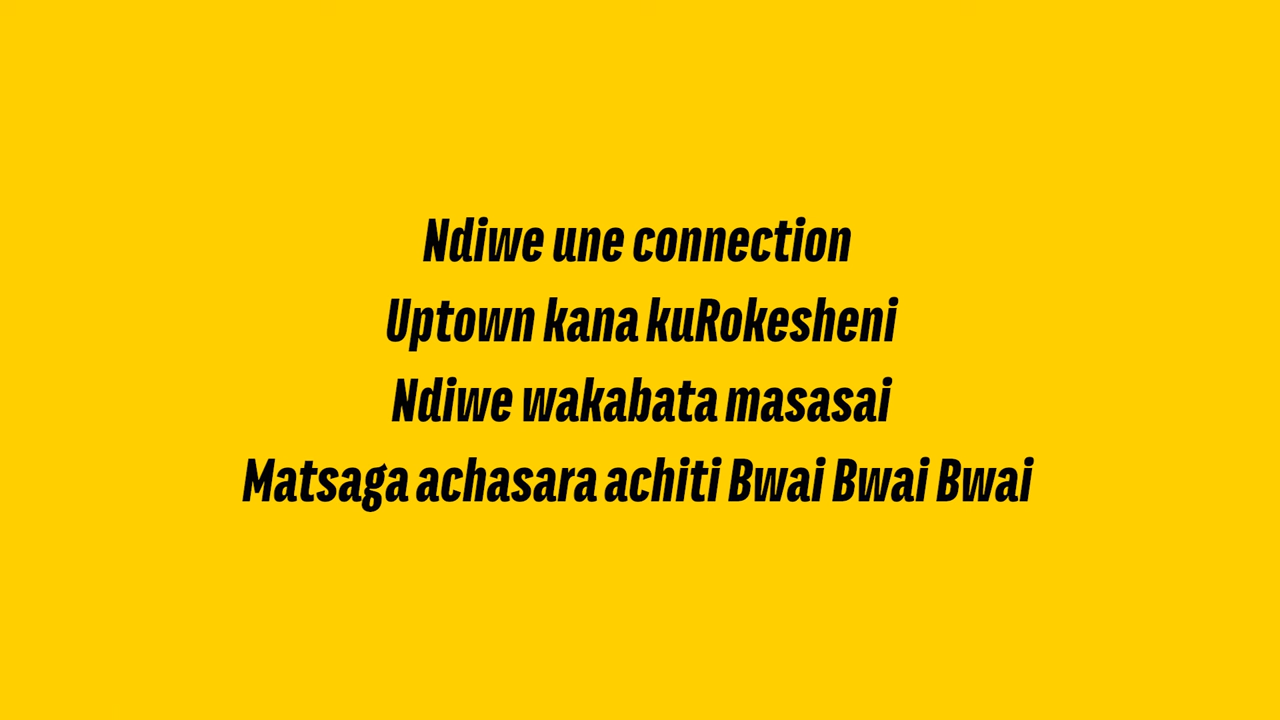 Ndiwe une connection
Uptown kana kuRokesheni
Ndiwe wakabata masasai
Matsaga achasara achiti Bwai Bwai Bwai